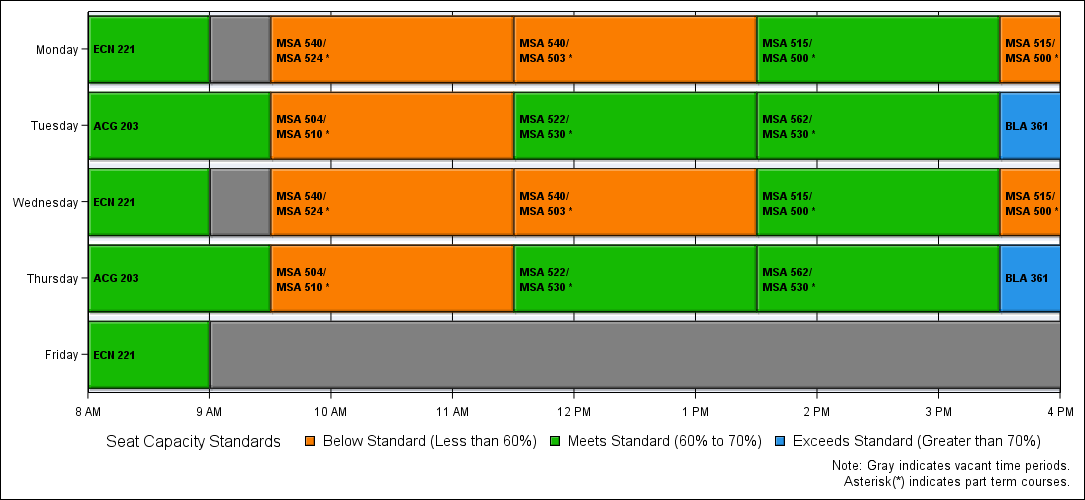 Monday
ECN 221
MSA 540/
MSA 524 *
MSA 540/
MSA 503 *
MSA 515/
MSA 500 *
MSA 515/
MSA 500 *
Tuesday
ACG 203
MSA 504/
MSA 510 *
MSA 522/
MSA 530 *
MSA 562/
MSA 530 *
BLA 361
Wednesday
ECN 221
MSA 540/
MSA 524 *
MSA 540/
MSA 503 *
MSA 515/
MSA 500 *
MSA 515/
MSA 500 *
Thursday
ACG 203
MSA 504/
MSA 510 *
MSA 522/
MSA 530 *
MSA 562/
MSA 530 *
BLA 361
Friday
ECN 221
8 AM 9 AM 10 AM 11 AM 12 PM 1 PM 2 PM 3 PM 4 PM
Seat Capacity Standards Below Standard (Less than 60%) Meets Standard (60% to 70%) Exceeds Standard (Greater than 70%)
Note: Gray indicates vacant time periods.
Asterisk(*) indicates part term courses.